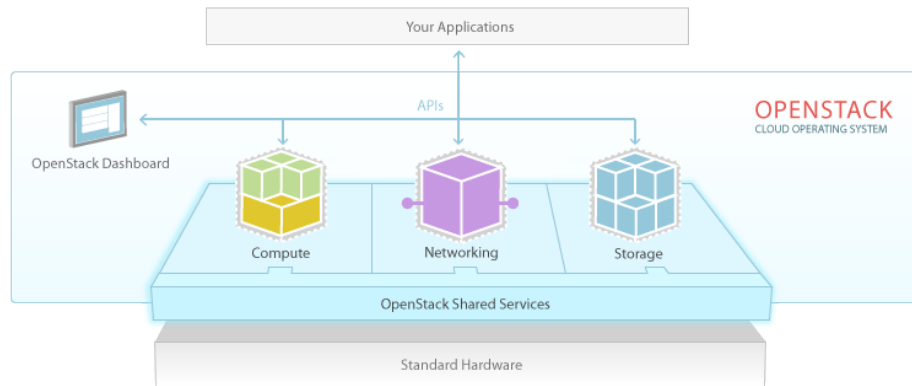 Your Applications
APIs
OPENSTACK
CLOUD OPERATING SYSTEM
OpenStack Dashboard
Compute
Networking
Storage
OpenStack Shared Services
Standard Hardware